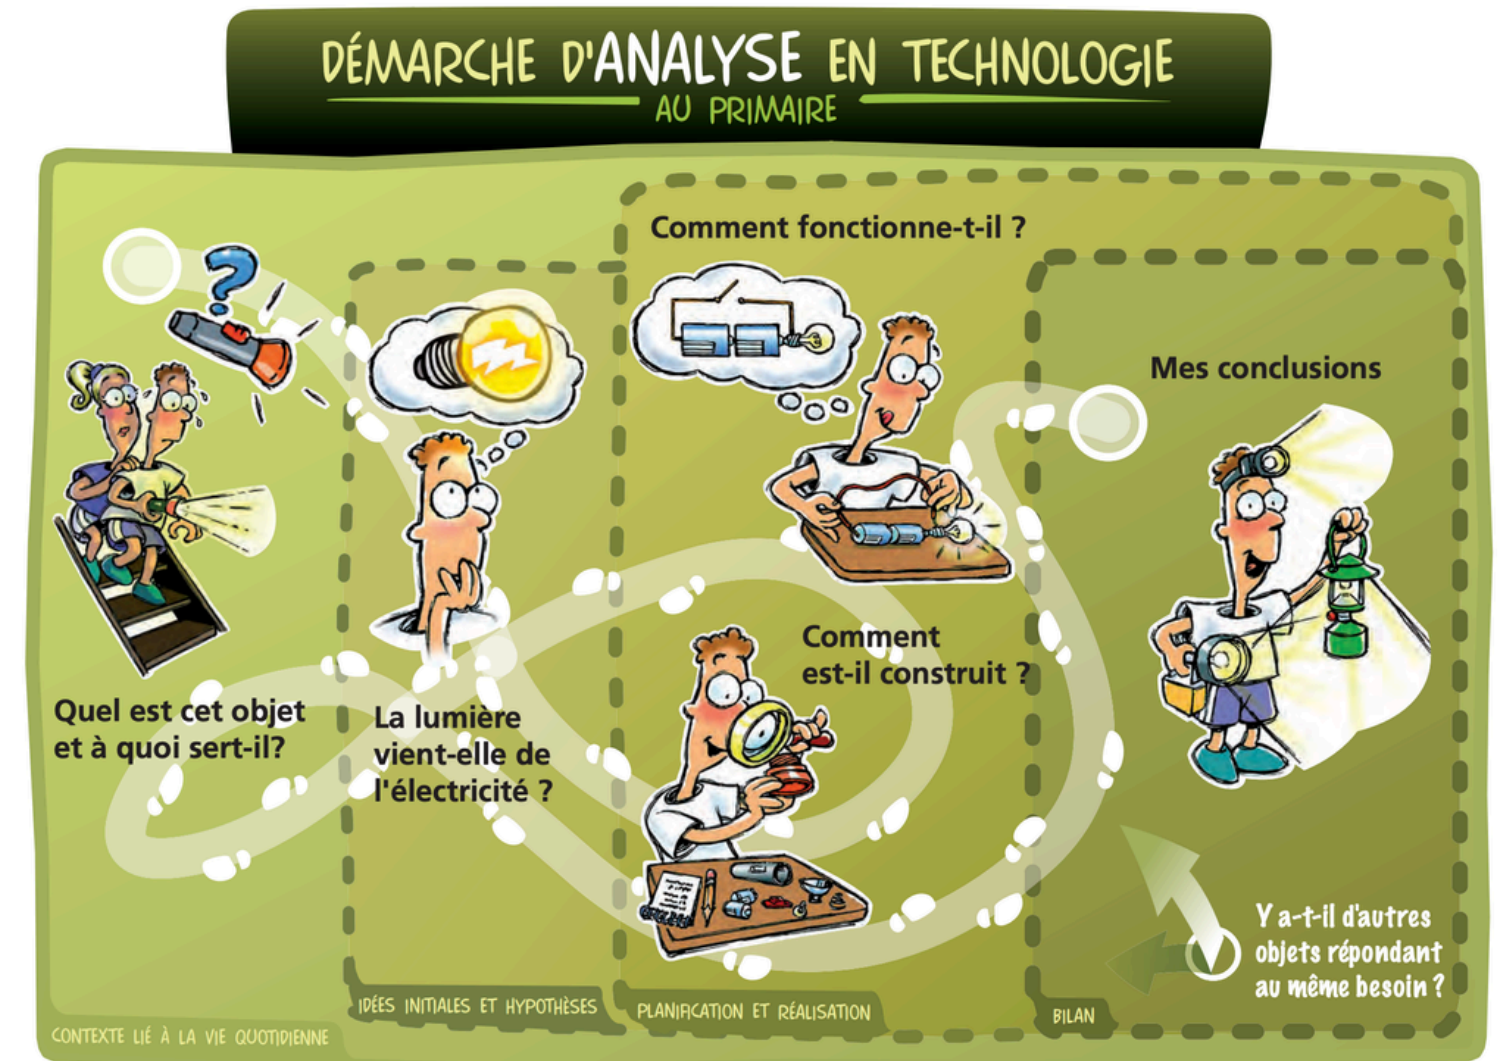 DÉMARCHE D'ANALYSE EN TECHNOLOGIE
AU PRIMAIRE
Quel est cet objet
et à quoi sert-il?
CONTEXTE LIÉ À LA VIE QUOTIDIENNE
La lumière
vient-elle de
l'électricité ?
IDÉES INITIALES ET HYPOTHÈSES
Comment fonctionne-t-il ?
Comment
est-il construit ?
PLANIFICATION ET RÉALISATION
Mes conclusions
Y a-t-il d'autres
objets répondant
au même besoin ?
BILAN